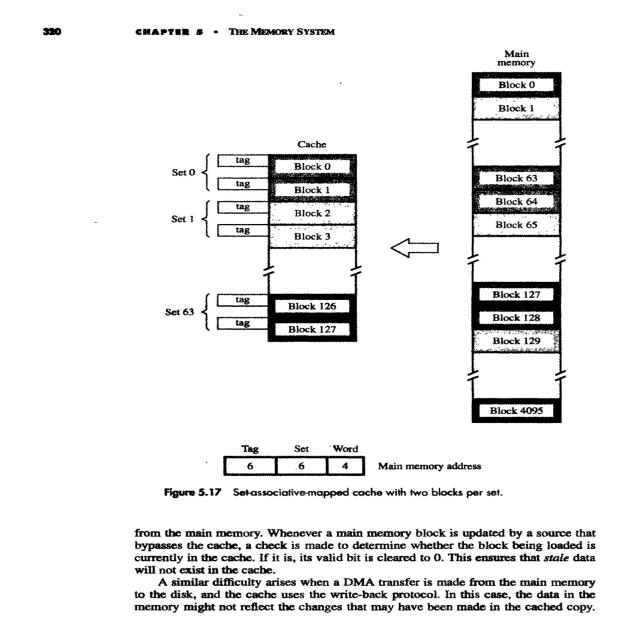 320 CHAPTER 5 • THE MEMORY SYSTEM
Main
memory
Block 0
Block 1
Cache
Set 0
tag
Block 0
tag
Block 1
Set 1
tag
Block 2
tag
Block 3
Set 63
tag
Block 126
tag
Block 127
Block 63
Block 64
Block 65
Block 127
Block 128
Block 129
Block 4095
Tag Set Word
6 6 4 Main memory address
Figure 5.17 Set-associative-mapped cache with two blocks per set.
from the main memory. Whenever a main memory block is updated by a source that
bypasses the cache, a check is made to determine whether the block being loaded is
currently in the cache. If it is, its valid bit is cleared to 0. This ensures that stale data
will not exist in the cache.
A similar difficulty arises when a DMA transfer is made from the main memory
to the disk, and the cache uses the write-back protocol. In this case, the data in the
memory might not reflect the changes that may have been made in the cached copy.